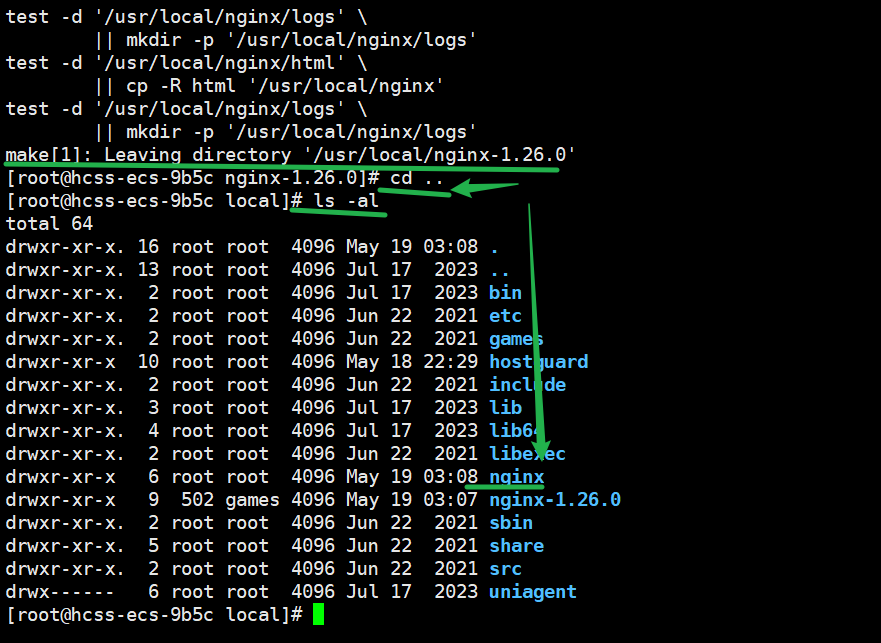 test -d '/usr/local/nginx/logs' \
        || mkdir -p '/usr/local/nginx/logs'
test -d '/usr/local/nginx/html' \
        || cp -R html '/usr/local/nginx'
test -d '/usr/local/nginx/logs' \
        || mkdir -p '/usr/local/nginx/logs'
make[1]: Leaving directory '/usr/local/nginx-1.26.0'
[root@hcss-ecs-9b5c nginx-1.26.0]# cd ..
[root@hcss-ecs-9b5c local]# ls -al
total 64
drwxr-xr-x. 16 root root  4096 May 19 03:08 .
drwxr-xr-x. 13 root root  4096 Jul 17  2023 ..
drwxr-xr-x.  2 root root  4096 Jul 17  2023 bin
drwxr-xr-x.  2 root root  4096 Jun 22  2021 etc
drwxr-xr-x.  2 root root  4096 Jun 22  2021 games
drwxr-xr-x  10 root root  4096 May 18 22:29 hostguard
drwxr-xr-x.  2 root root  4096 Jun 22  2021 include
drwxr-xr-x.  3 root root  4096 Jul 17  2023 lib
drwxr-xr-x.  4 root root  4096 Jul 17  2023 lib64
drwxr-xr-x.  2 root root  4096 Jun 22  2021 libexec
drwxr-xr-x   6 root root  4096 May 19 03:08 nginx
drwxr-xr-x   9  502 games 4096 May 19 03:07 nginx-1.26.0
drwxr-xr-x.  2 root root  4096 Jun 22  2021 sbin
drwxr-xr-x.  5 root root  4096 Jun 22  2021 share
drwxr-xr-x.  2 root root  4096 Jun 22  2021 src
drwx------   6 root root  4096 Jul 17  2023 uniagent
[root@hcss-ecs-9b5c local]#